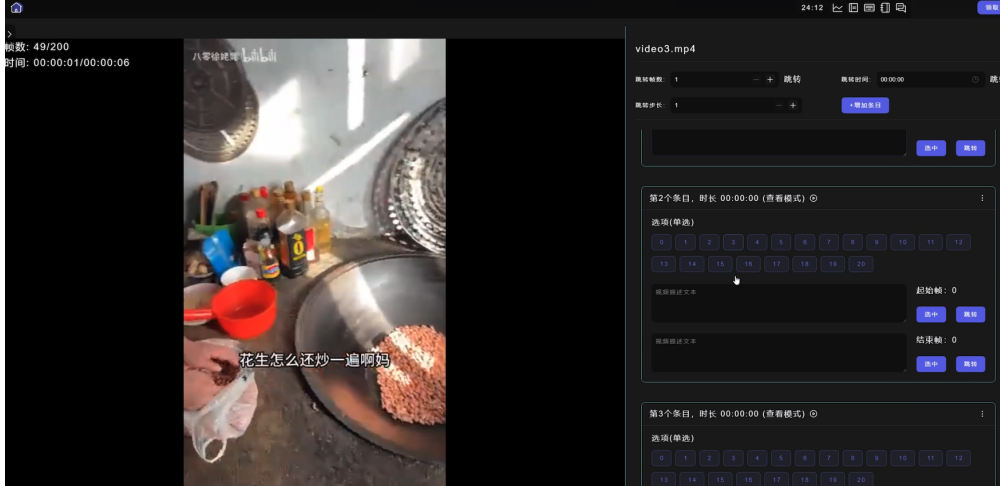 24:12
领取
帧数: 49/200
时间: 00:00:01/00:00:06
八零徐姥姥 bilibili
花生怎么还炒一遍啊妈
video3.mp4
跳转帧数: 1 跳转 跳转时间: 00:00:00 跳
跳转步长: 1 +增加条目
选中 跳转
第2个条目, 时长 00:00:00 (查看模式)
选项(单选)
0 1 2 3 4 5 6 7 8 9 10 11 12
13 14 15 16 17 18 19 20
视频描述文本 起始帧: 0
选中 跳转
视频描述文本 结束帧: 0
选中 跳转
第3个条目, 时长 00:00:00 (查看模式)
选项(单选)
0 1 2 3 4 5 6 7 8 9 10 11 12
13 14 15 16 17 18 19 20